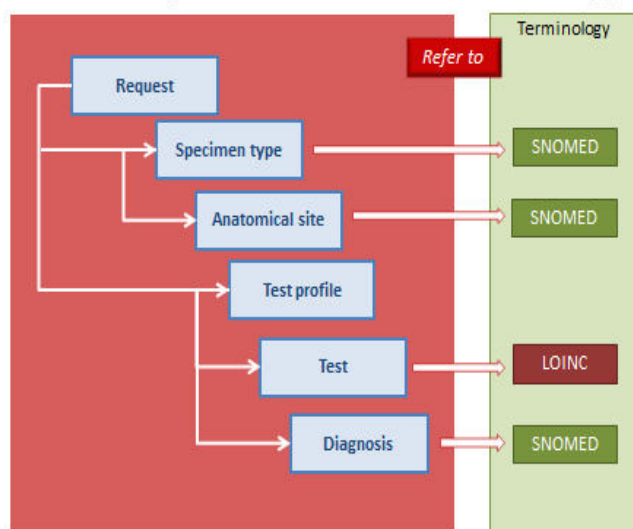 Terminology
Refer to
Request
Specimen type
SNOMED
Anatomical site
SNOMED
Test profile
Test
LOINC
Diagnosis
SNOMED